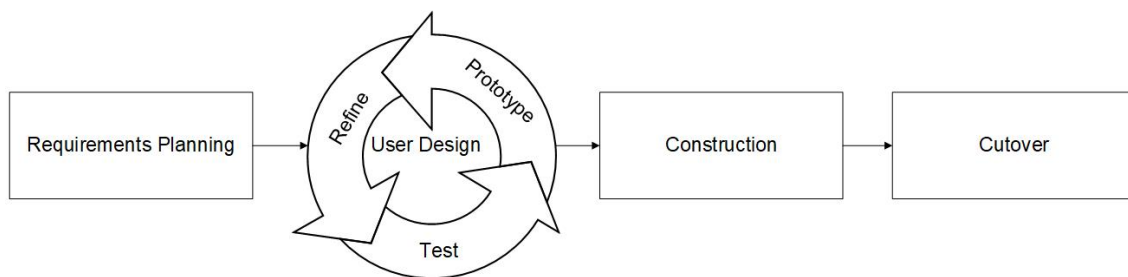 Requirements Planning
Refine
Prototype
User Design
Test
Construction
Cutover